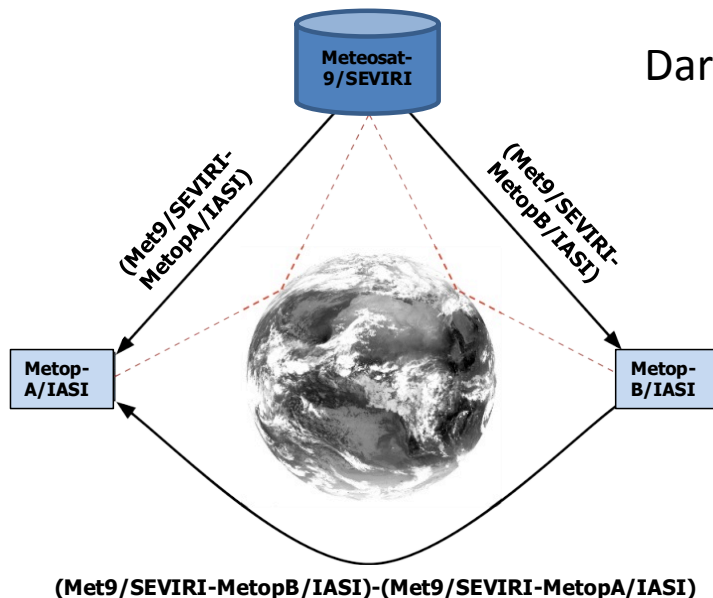 Meteosat-
9/SEVIRI
Dar
(Met9/SEVIRI-
MetopA/IASI)
(Met9/SEVIRI-
MetopB/IASI)
Metop-
A/IASI
Metop-
B/IASI
(Met9/SEVIRI-MetopB/IASI)-(Met9/SEVIRI-MetopA/IASI)